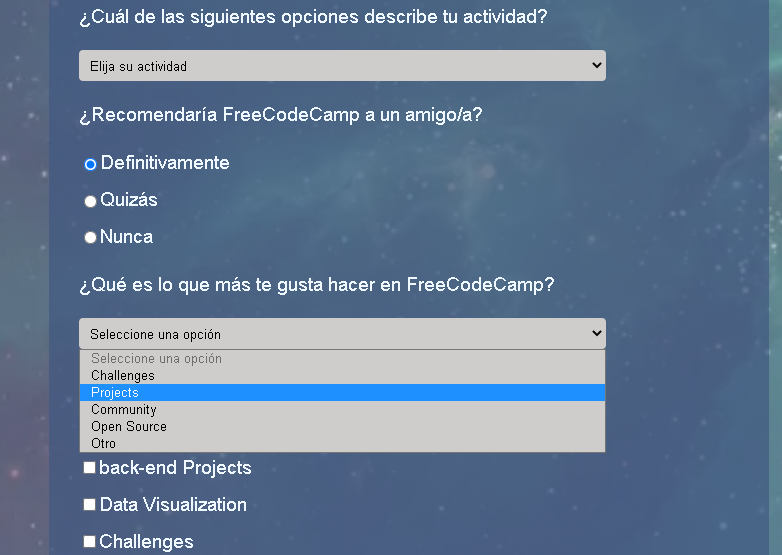 ¿Cuál de las siguientes opciones describe tu actividad?
Elija su actividad
¿Recomendaría FreeCodeCamp a un amigo/a?
Definitivamente
Quizás
Nunca
¿Qué es lo que más te gusta hacer en FreeCodeCamp?
Seleccione una opción
Seleccione una opción
Challenges
Projects
Community
Open Source
Otro
back-end Projects
Data Visualization
Challenges